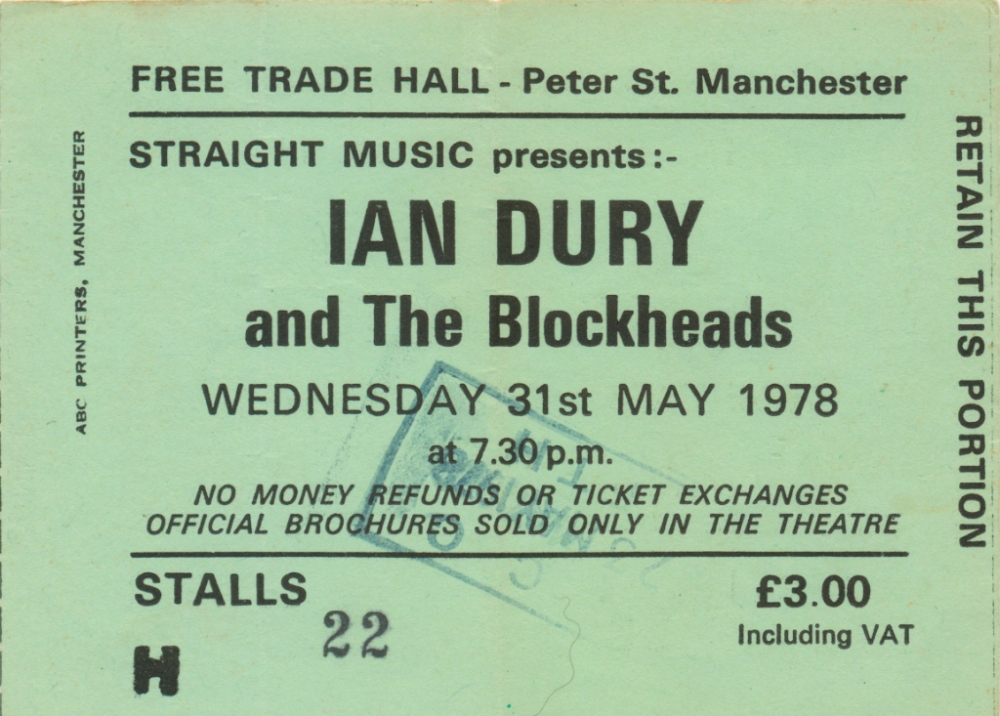 FREE TRADE HALL - Peter St. Manchester
STRAIGHT MUSIC presents:-
IAN DURY
and The Blockheads
WEDNESDAY 31st MAY 1978
at 7.30 p.m.
NO MONEY REFUNDS OR TICKET EXCHANGES
OFFICIAL BROCHURES SOLD ONLY IN THE THEATRE
STALLS
£3.00
22
Including VAT
H
ABC PRINTERS, MANCHESTER
RETAIN THIS PORTION